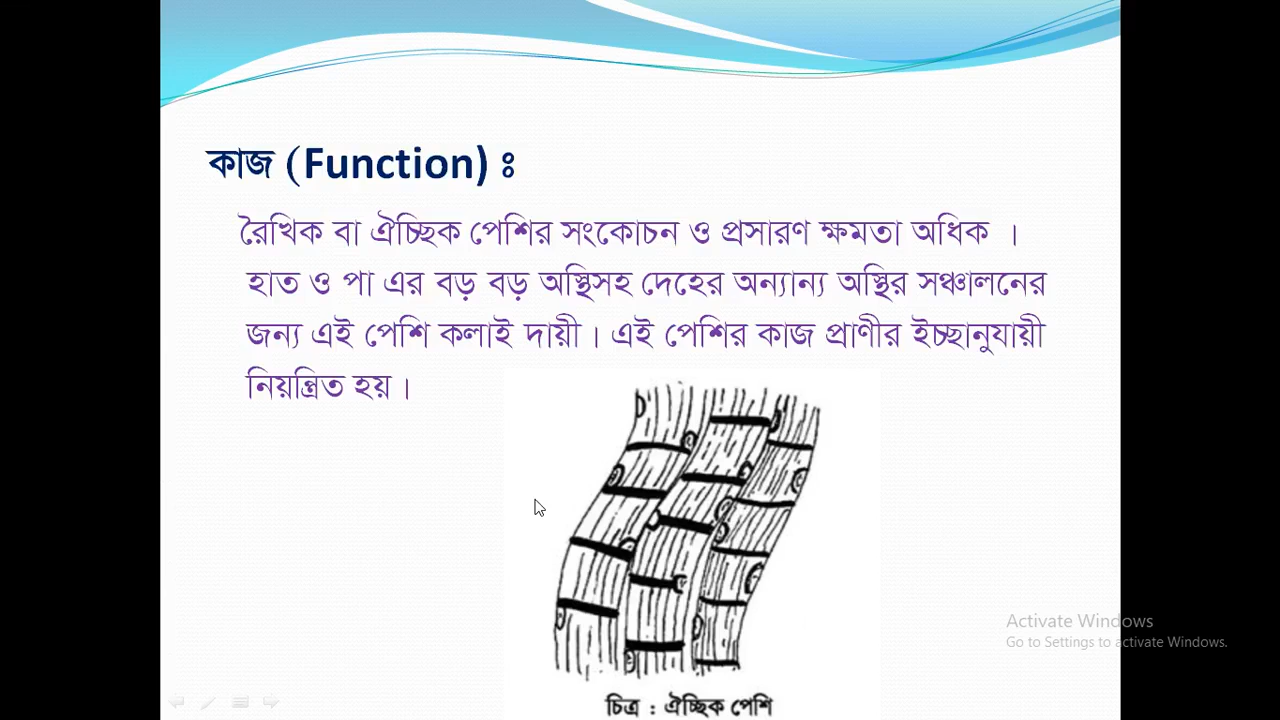 কাজ (Function) ঃ
রৈখিক বা ঐচ্ছিক পেশির সংকোচন ও প্রসারণ ক্ষমতা অধিক ।
হাত ও পা এর বড় বড় অস্থিসহ দেহের অন্যান্য অস্থির সঞ্চালনের
জন্য এই পেশি কলাই দায়ী । এই পেশির কাজ প্রাণীর ইচ্ছানুযায়ী
নিয়ন্ত্রিত হয় ।
চিত্র : ঐচ্ছিক পেশি
Activate Windows
Go to Settings to activate Windows.